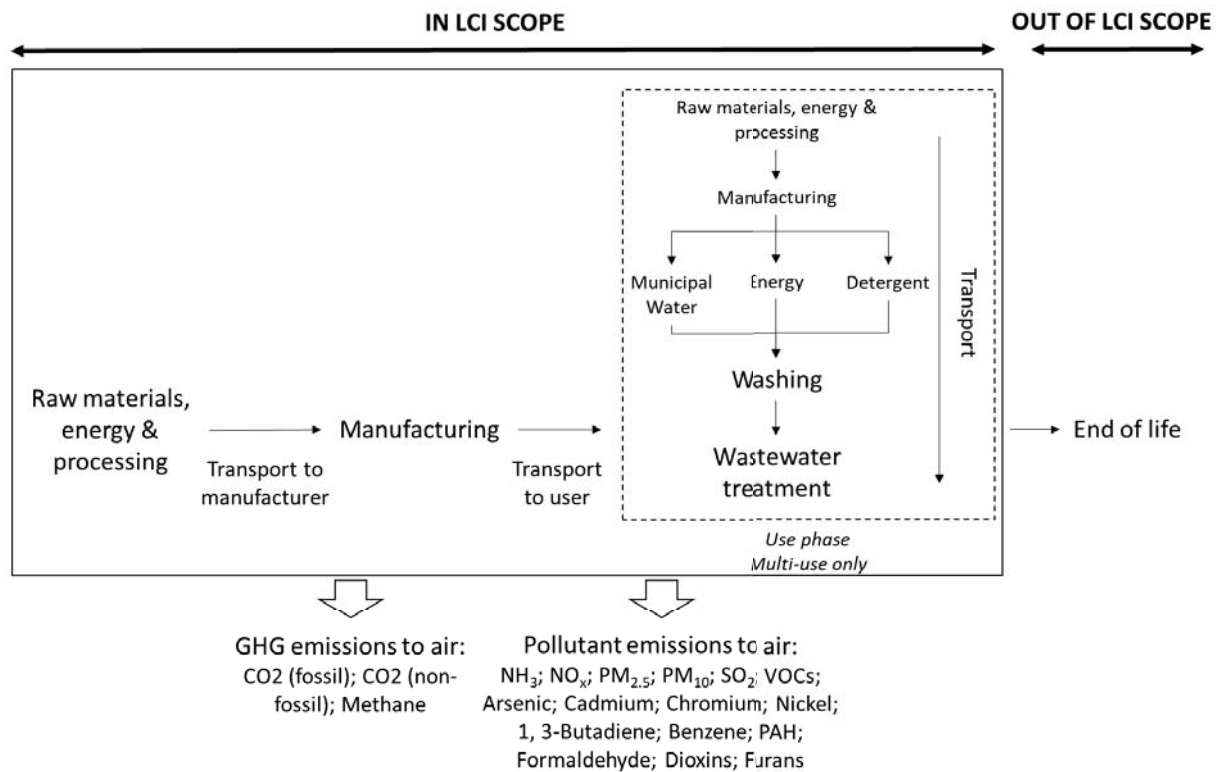 IN LCI SCOPE
OUT OF LCI SCOPE
Raw materials, energy &
processing
Manufacturing
Municipal
Water
Energy
Detergent
Transport
Washing
Wastewater
treatment
Raw materials,
energy &
processing
Transport to
manufacturer
Manufacturing
Transport
to user
End of life
Use phase
Multi-use only
GHG emissions to air:
CO2 (fossil); CO2 (non-
fossil); Methane
Pollutant emissions to air:
NH₃; NOₓ; PM₂.₅; PM₁₀; SO₂; VOCs;
Arsenic; Cadmium; Chromium; Nickel;
1, 3-Butadiene; Benzene; PAH;
Formaldehyde; Dioxins; Furans